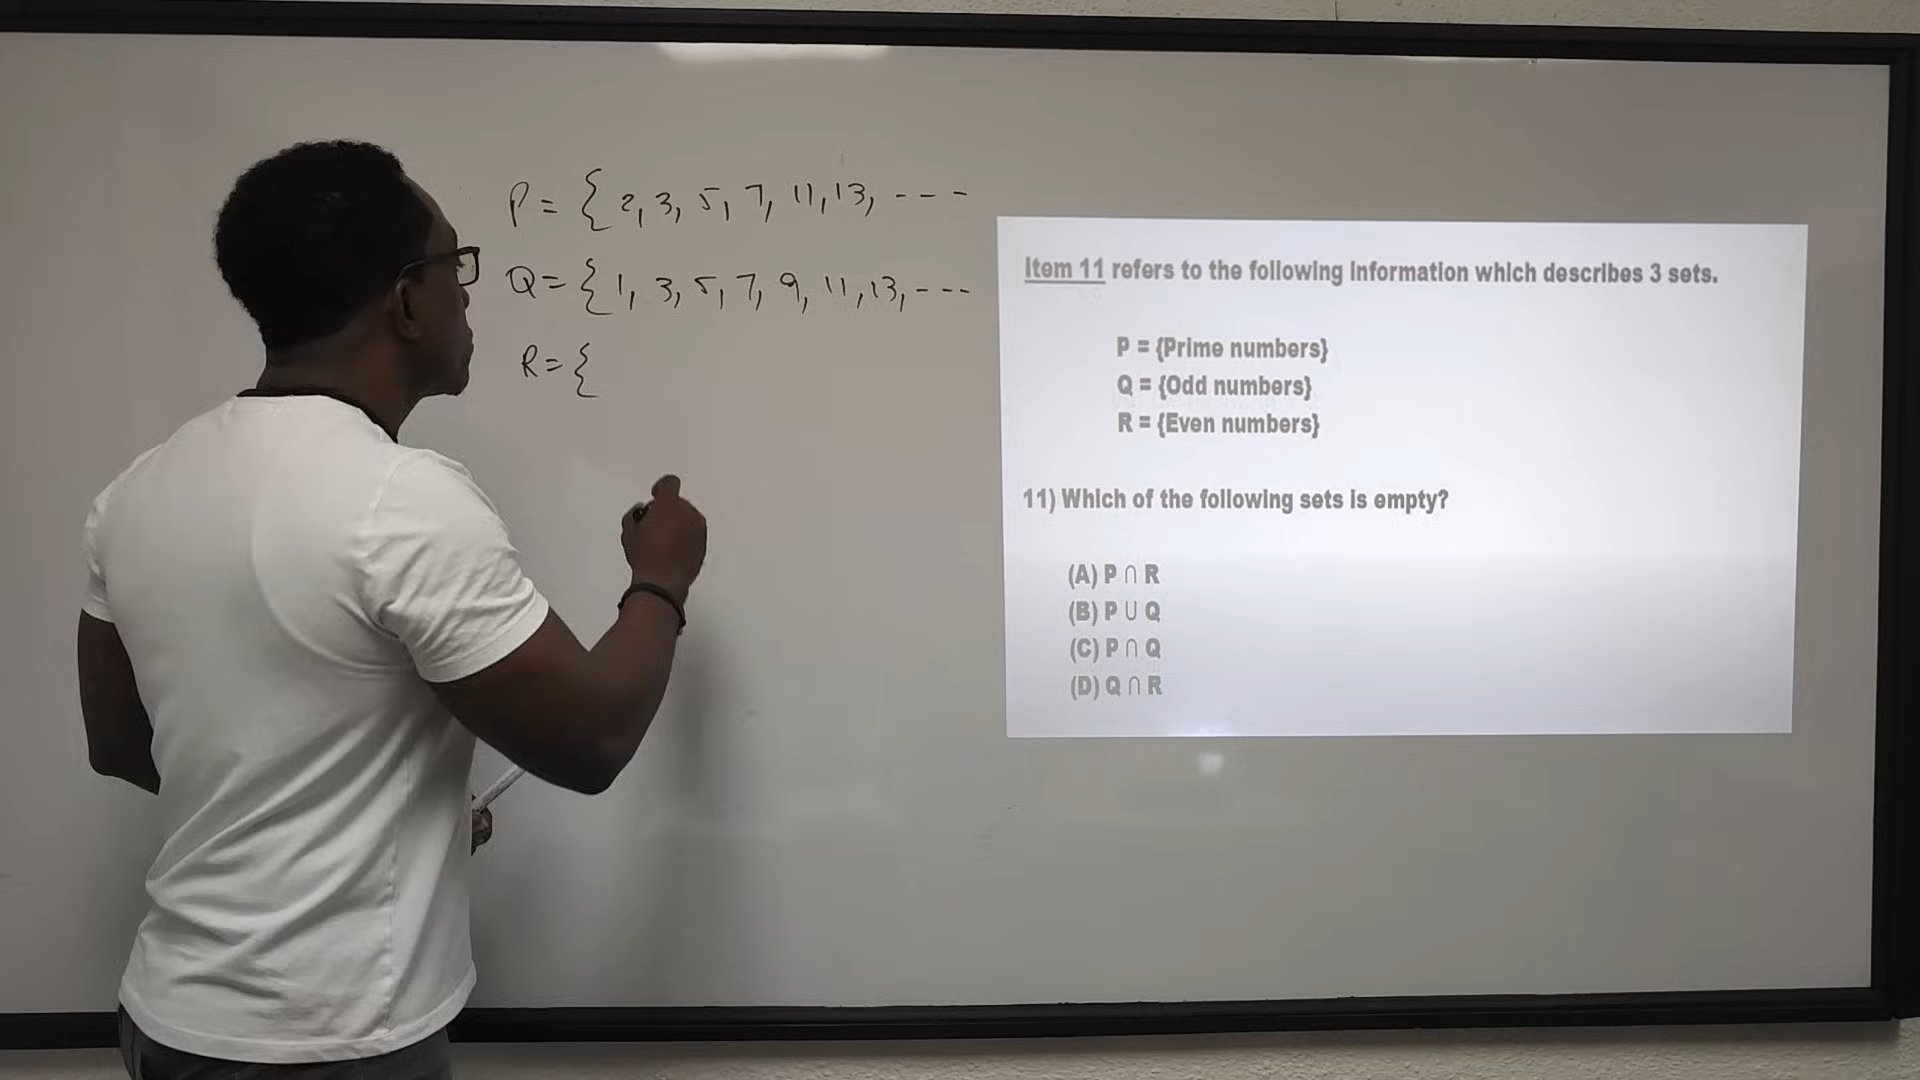 P = { 2, 3, 5, 7, 11, 13, - - -
Q = { 1, 3, 5, 7, 9, 11, 13, - - -
R = {
Item 11 refers to the following information which describes 3 sets.
P = {Prime numbers}
Q = {Odd numbers}
R = {Even numbers}
11) Which of the following sets is empty?
(A) P ∩ R
(B) P ∪ Q
(C) P ∩ Q
(D) Q ∩ R